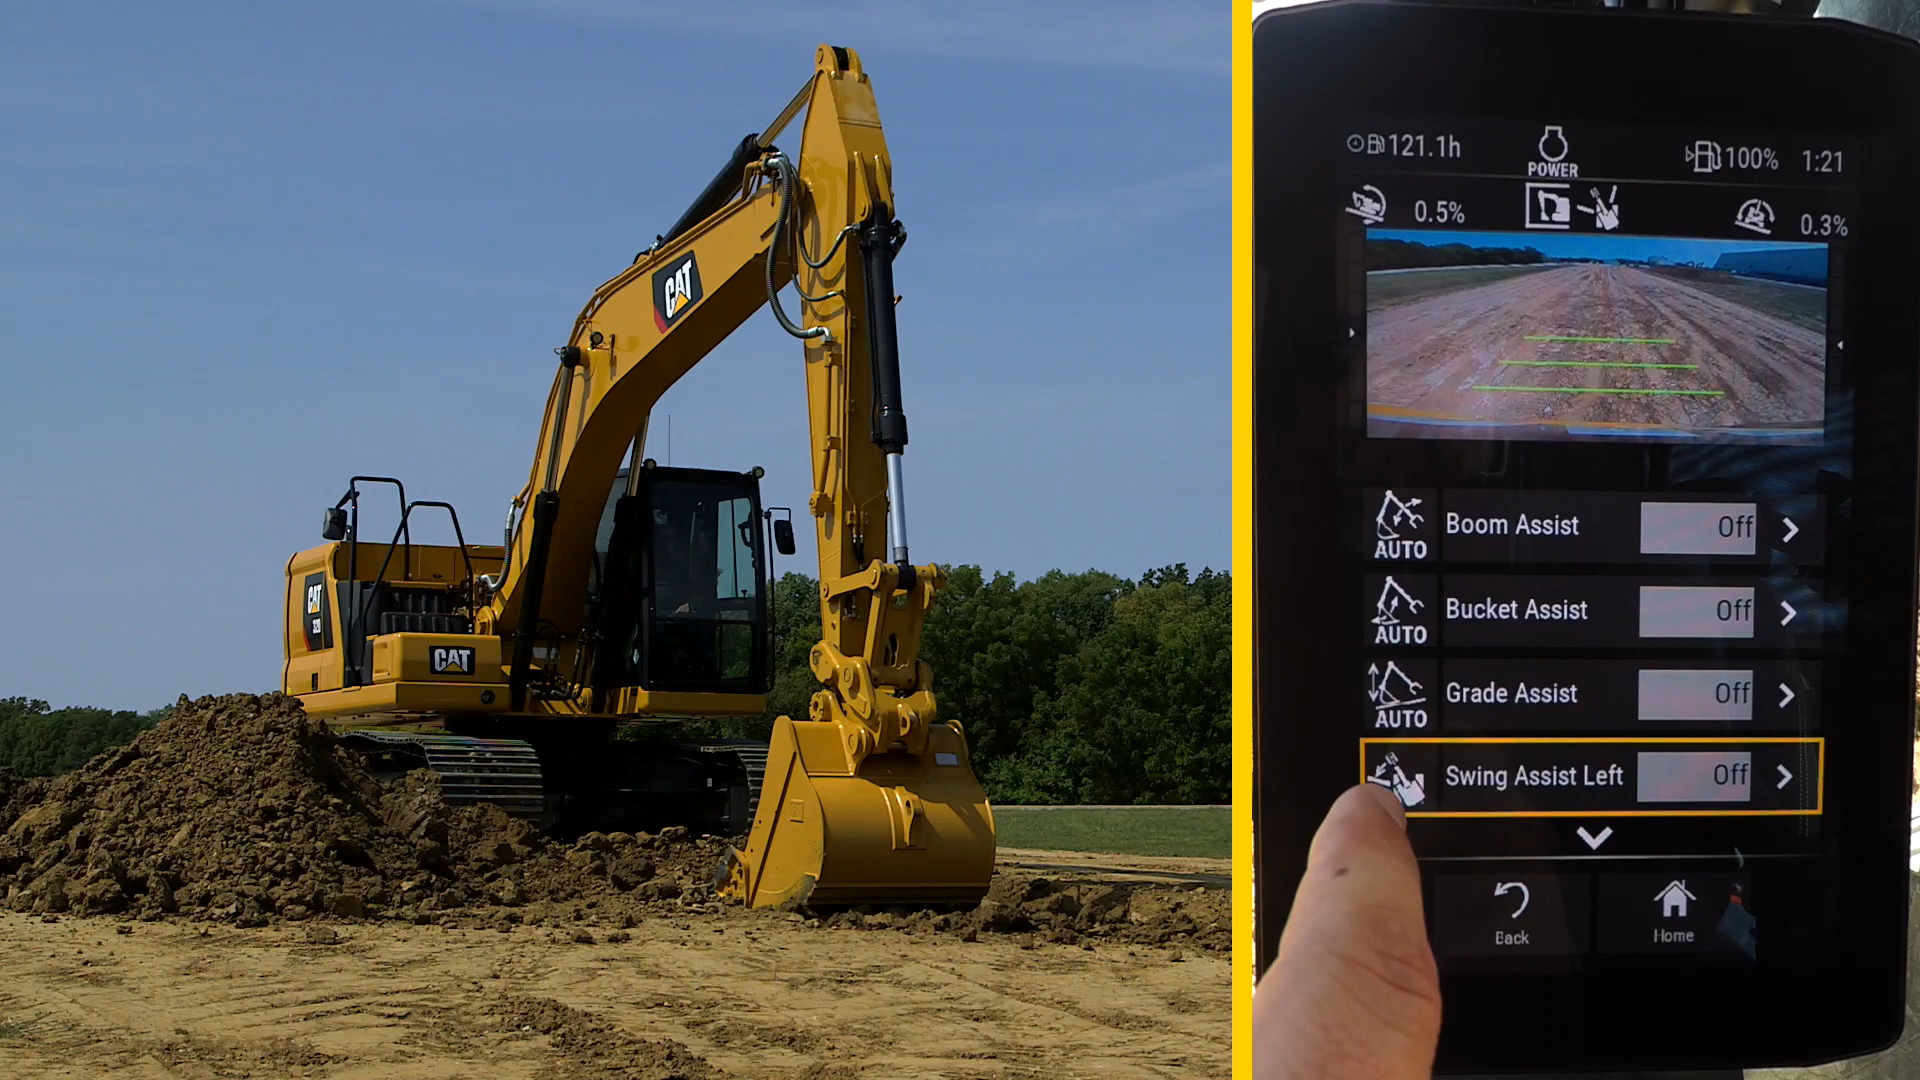 CAT
CAT
320
CAT
121.1h
POWER
100%
1:21
0.5%
0.3%
AUTO
Boom Assist
Off
AUTO
Bucket Assist
Off
AUTO
Grade Assist
Off
Swing Assist Left
Off
Back
Home